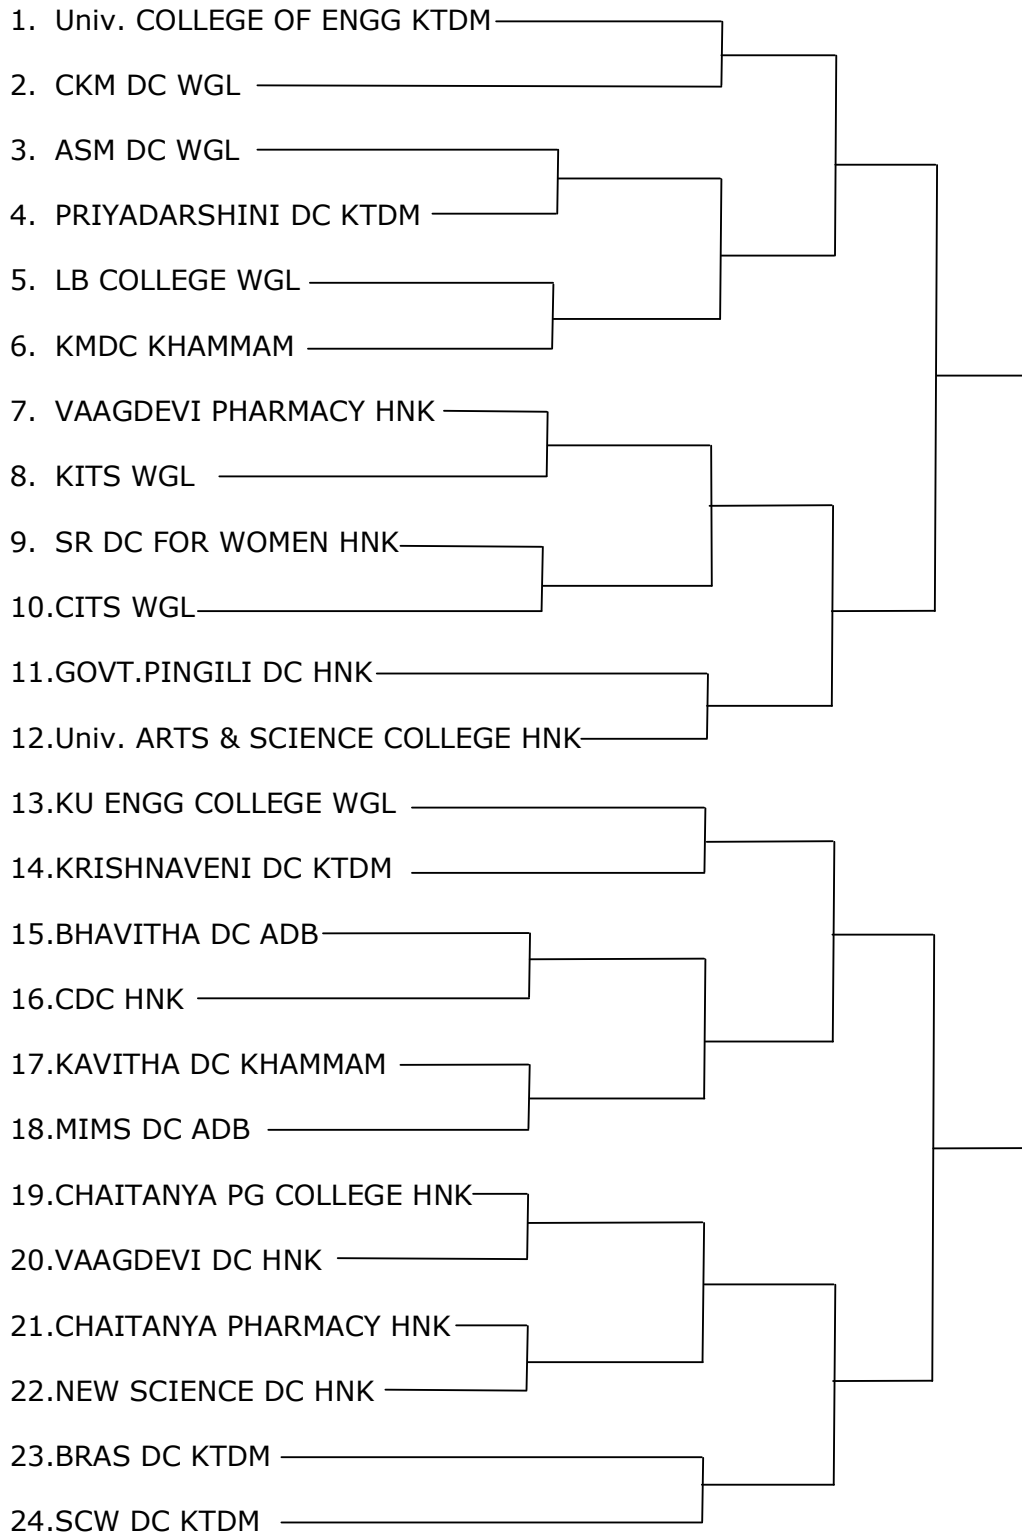 1. Univ. COLLEGE OF ENGG KTDM
2. CKM DC WGL
3. ASM DC WGL
4. PRIYADARSHINI DC KTDM
5. LB COLLEGE WGL
6. KMDC KHAMMAM
7. VAAGDEVI PHARMACY HNK
8. KITS WGL
9. SR DC FOR WOMEN HNK
10.CITS WGL
11.GOVT.PINGILI DC HNK
12.Univ. ARTS & SCIENCE COLLEGE HNK
13.KU ENGG COLLEGE WGL
14.KRISHNAVENI DC KTDM
15.BHAVITHA DC ADB
16.CDC HNK
17.KAVITHA DC KHAMMAM
18.MIMS DC ADB
19.CHAITANYA PG COLLEGE HNK
20.VAAGDEVI DC HNK
21.CHAITANYA PHARMACY HNK
22.NEW SCIENCE DC HNK
23.BRAS DC KTDM
24.SCW DC KTDM